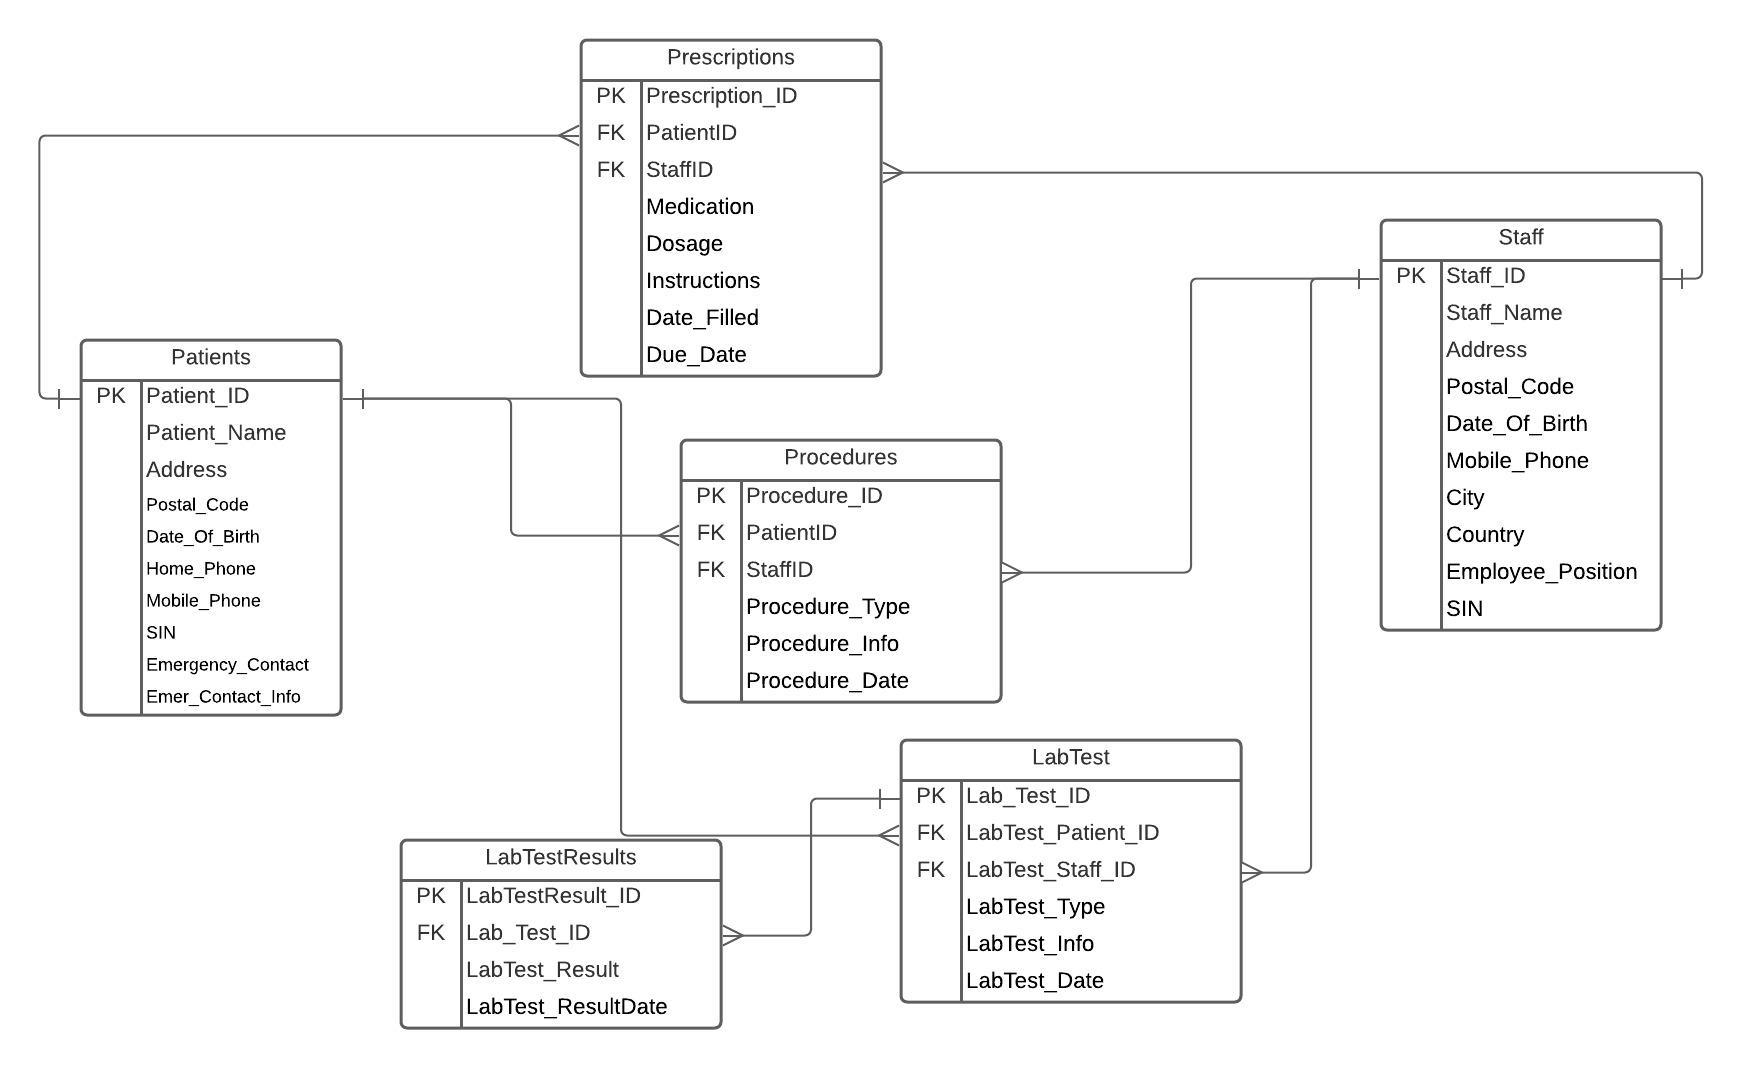 Prescriptions
PK Prescription_ID
FK PatientID
FK StaffID
Medication
Dosage
Instructions
Date_Filled
Due_Date
Staff
PK Staff_ID
Staff_Name
Address
Postal_Code
Date_Of_Birth
Mobile_Phone
City
Country
Employee_Position
SIN
Patients
PK Patient_ID
Patient_Name
Address
Postal_Code
Date_Of_Birth
Home_Phone
Mobile_Phone
SIN
Emergency_Contact
Emer_Contact_Info
Procedures
PK Procedure_ID
FK PatientID
FK StaffID
Procedure_Type
Procedure_Info
Procedure_Date
LabTest
PK Lab_Test_ID
FK LabTest_Patient_ID
FK LabTest_Staff_ID
LabTest_Type
LabTest_Info
LabTest_Date
LabTestResults
PK LabTestResult_ID
FK Lab_Test_ID
LabTest_Result
LabTest_ResultDate